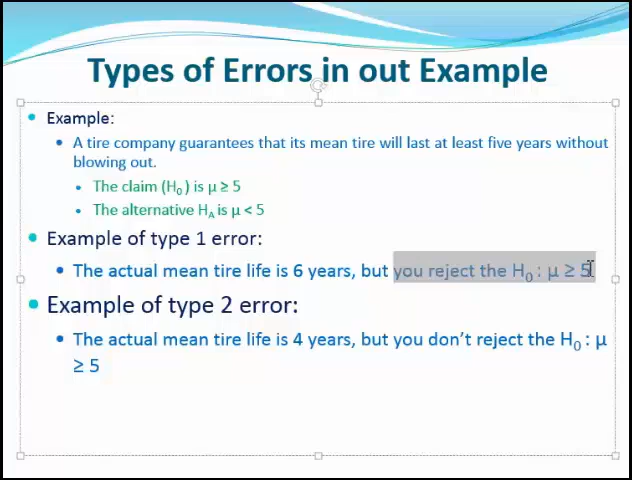 Types of Errors in out Example
Example:
A tire company guarantees that its mean tire will last at least five years without
blowing out.
The claim (H₀ ) is μ ≥ 5
The alternative Hₐ is μ < 5
Example of type 1 error:
The actual mean tire life is 6 years, but you reject the H₀ : μ ≥ 5
Example of type 2 error:
The actual mean tire life is 4 years, but you don't reject the H₀ : μ
≥ 5